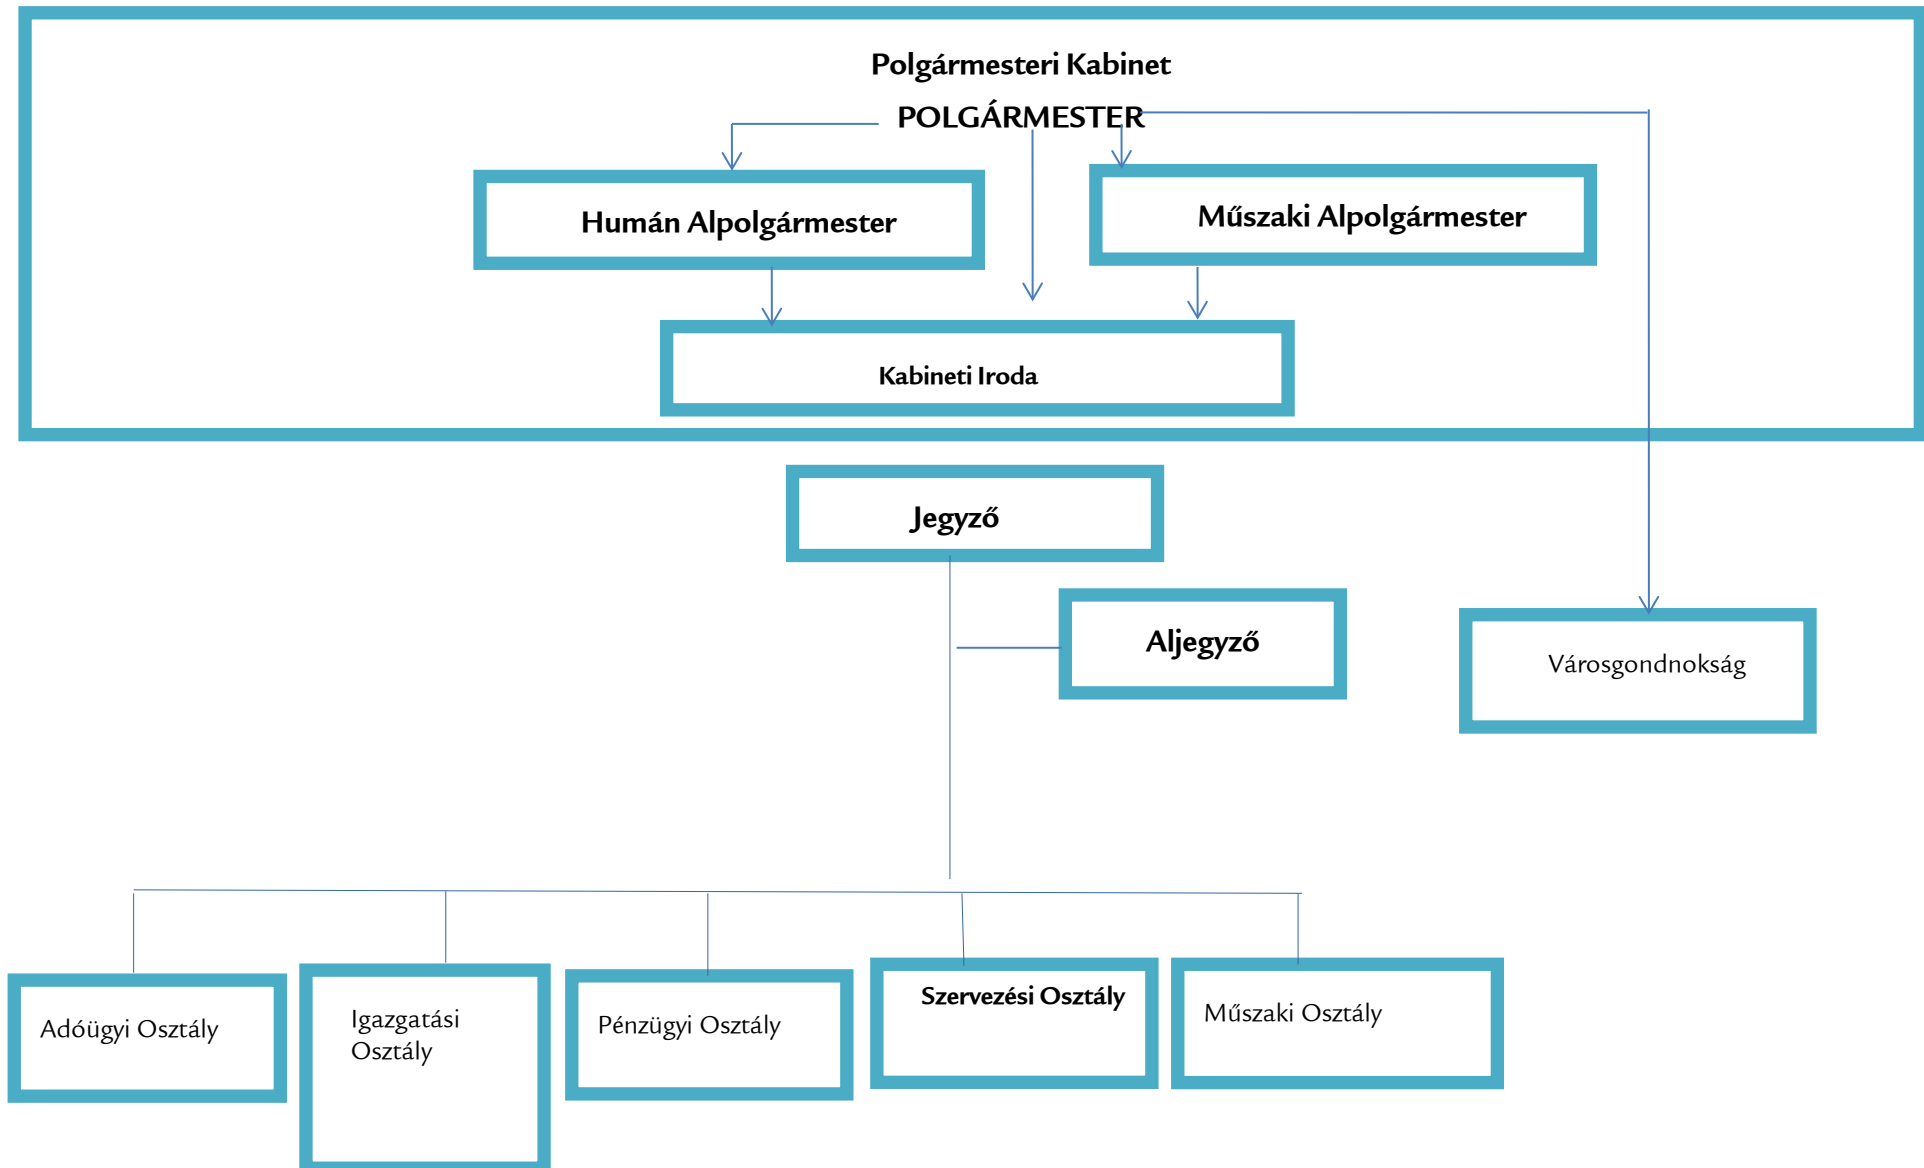 Polgármesteri Kabinet
POLGÁRMESTER
Humán Alpolgármester
Műszaki Alpolgármester
Kabineti Iroda
Jegyző
Aljegyző
Városgondnokság
Adóügyi Osztály
Igazgatási
Osztály
Pénzügyi Osztály
Szervezési Osztály
Műszaki Osztály